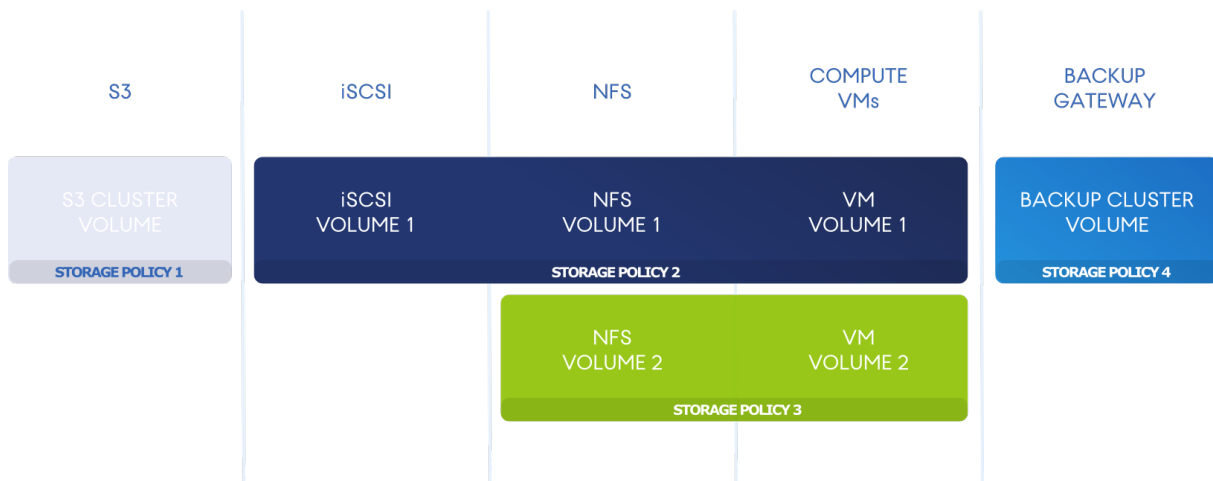 S3
iSCSI
NFS
COMPUTE
VMs
BACKUP
GATEWAY
S3 CLUSTER
VOLUME
STORAGE POLICY 1
iSCSI
VOLUME 1
NFS
VOLUME 1
VM
VOLUME 1
STORAGE POLICY 2
BACKUP CLUSTER
VOLUME
STORAGE POLICY 4
NFS
VOLUME 2
VM
VOLUME 2
STORAGE POLICY 3